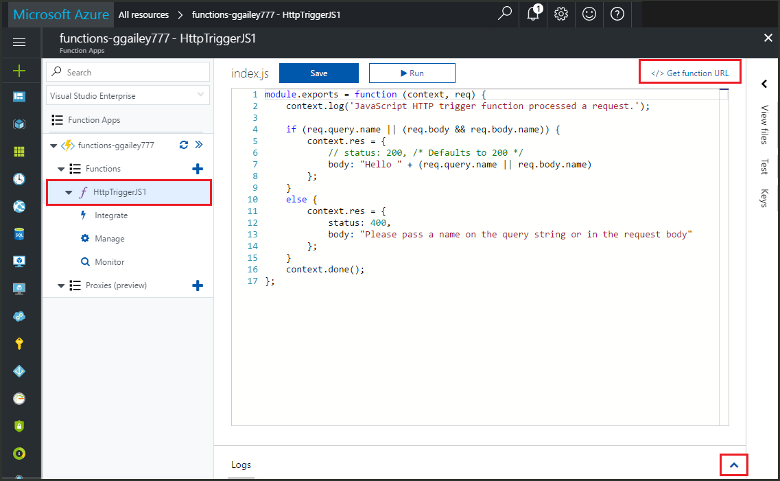 Microsoft Azure All resources > functions-ggailey777 - HttpTriggerJS1
1
functions-ggailey777 - HttpTriggerJS1
Function Apps
Search
Visual Studio Enterprise
Function Apps
functions-ggailey777
Functions
HttpTriggerJS1
Integrate
Manage
Monitor
Proxies (preview)
index.js Save Run </> Get function URL
1 module.exports = function (context, req) {
2 context.log('JavaScript HTTP trigger function processed a request.');
3
4 if (req.query.name || (req.body && req.body.name)) {
5 context.res = {
6 // status: 200, /* Defaults to 200 */
7 body: "Hello " + (req.query.name || req.body.name)
8 };
9 }
10 else {
11 context.res = {
12 status: 400,
13 body: "Please pass a name on the query string or in the request body"
14 };
15 }
16 context.done();
17 };
View files
Test
Keys
Logs